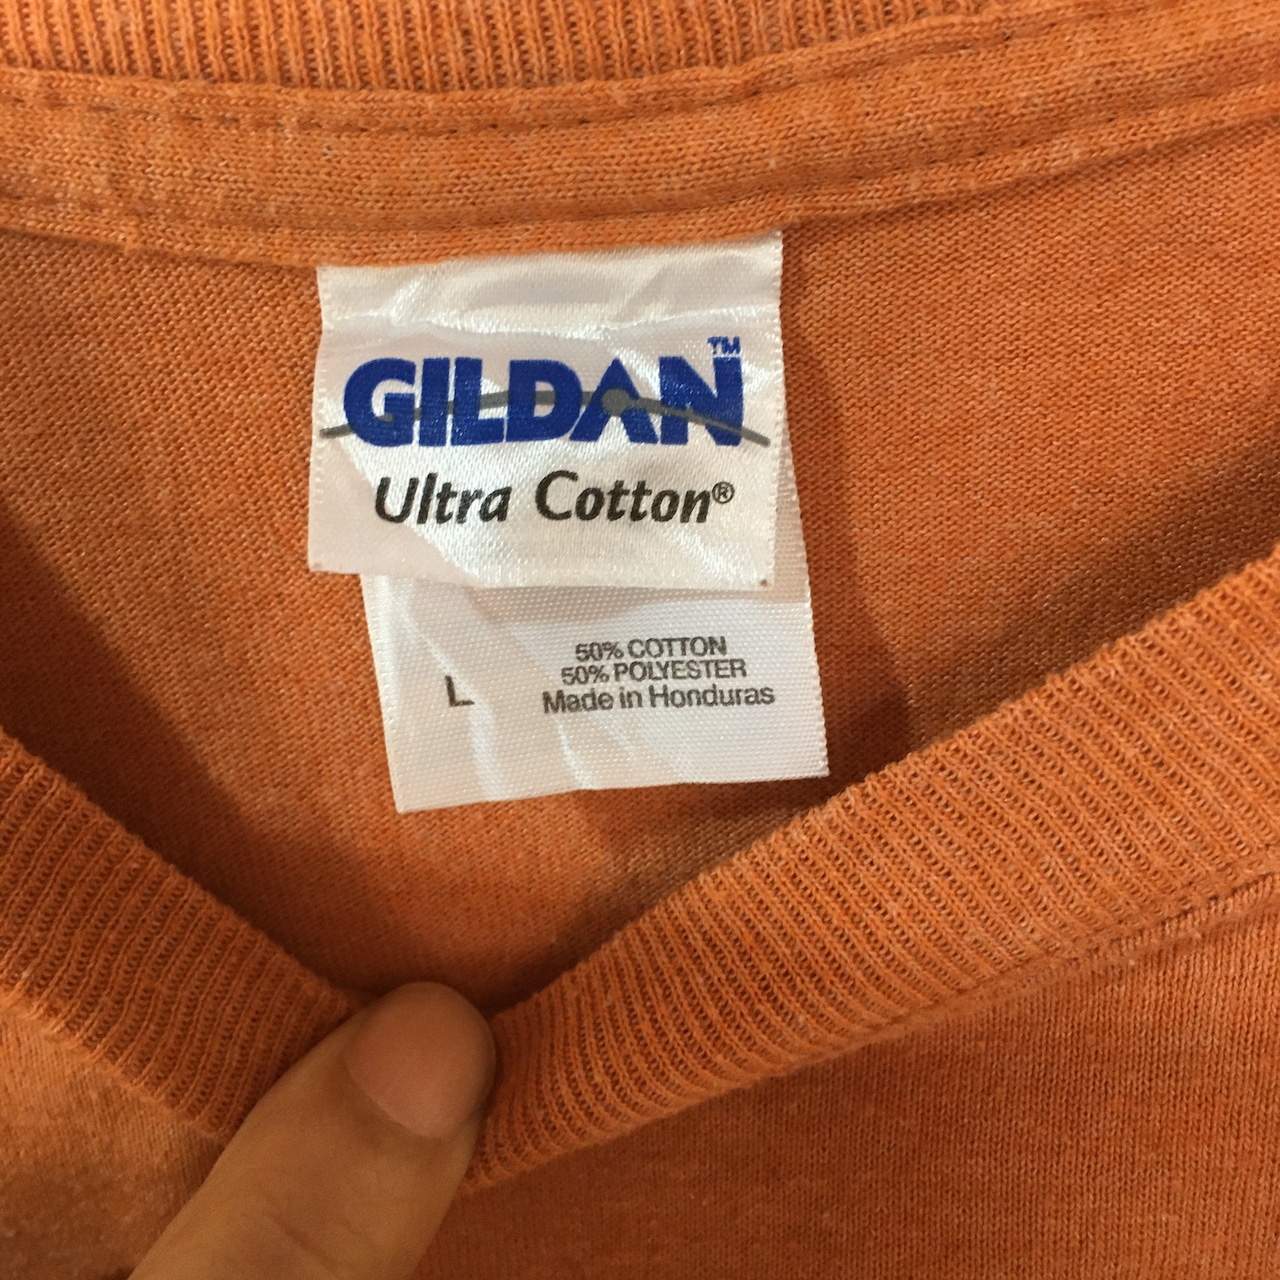 GILDAN™
Ultra Cotton®
50% COTTON
50% POLYESTER
L Made in Honduras